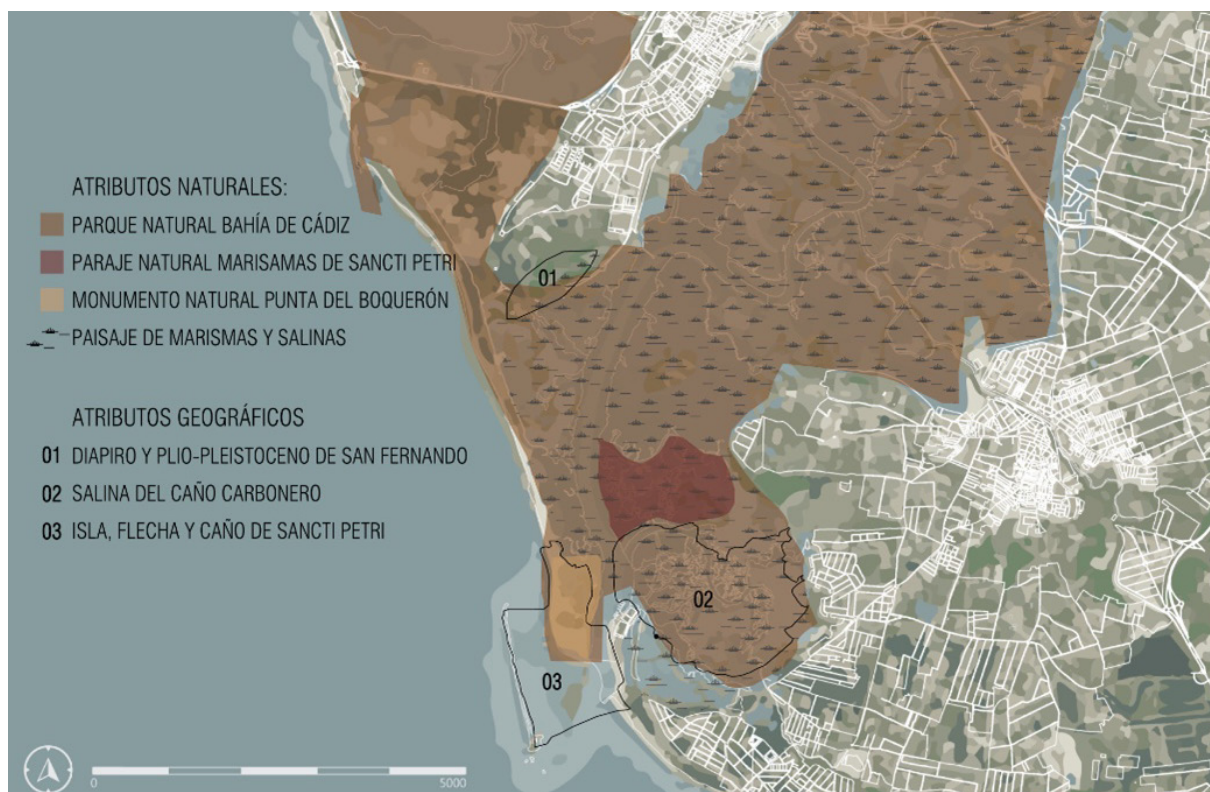 ATRIBUTOS NATURALES:
PARQUE NATURAL BAHÍA DE CÁDIZ
PARAJE NATURAL MARISAMAS DE SANCTI PETRI
MONUMENTO NATURAL PUNTA DEL BOQUERÓN
PAISAJE DE MARISMAS Y SALINAS
ATRIBUTOS GEOGRÁFICOS
01 DIAPIRO Y PLIO-PLEISTOCENO DE SAN FERNANDO
02 SALINA DEL CAÑO CARBONERO
03 ISLA, FLECHA Y CAÑO DE SANCTI PETRI
01
02
03
0 5000